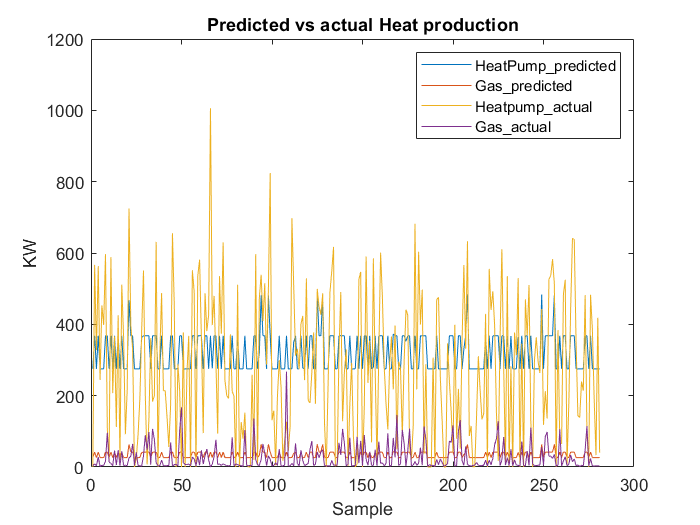 Predicted vs actual Heat production
1200
1000
800
600
400
200
0
KW
HeatPump_predicted
Gas_predicted
Heatpump_actual
Gas_actual
0 50 100 150 200 250 300
Sample